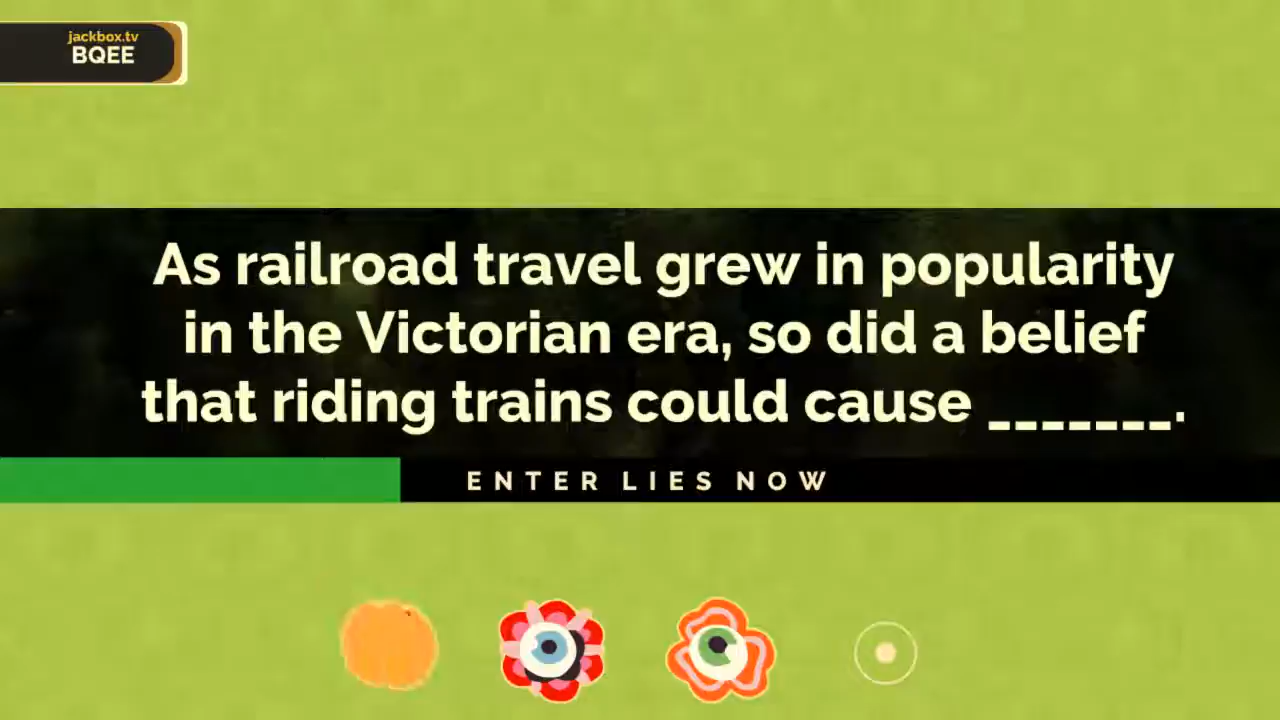 jackbox.tv
BQEE
As railroad travel grew in popularity
in the Victorian era, so did a belief
that riding trains could cause _______.
ENTER LIES NOW